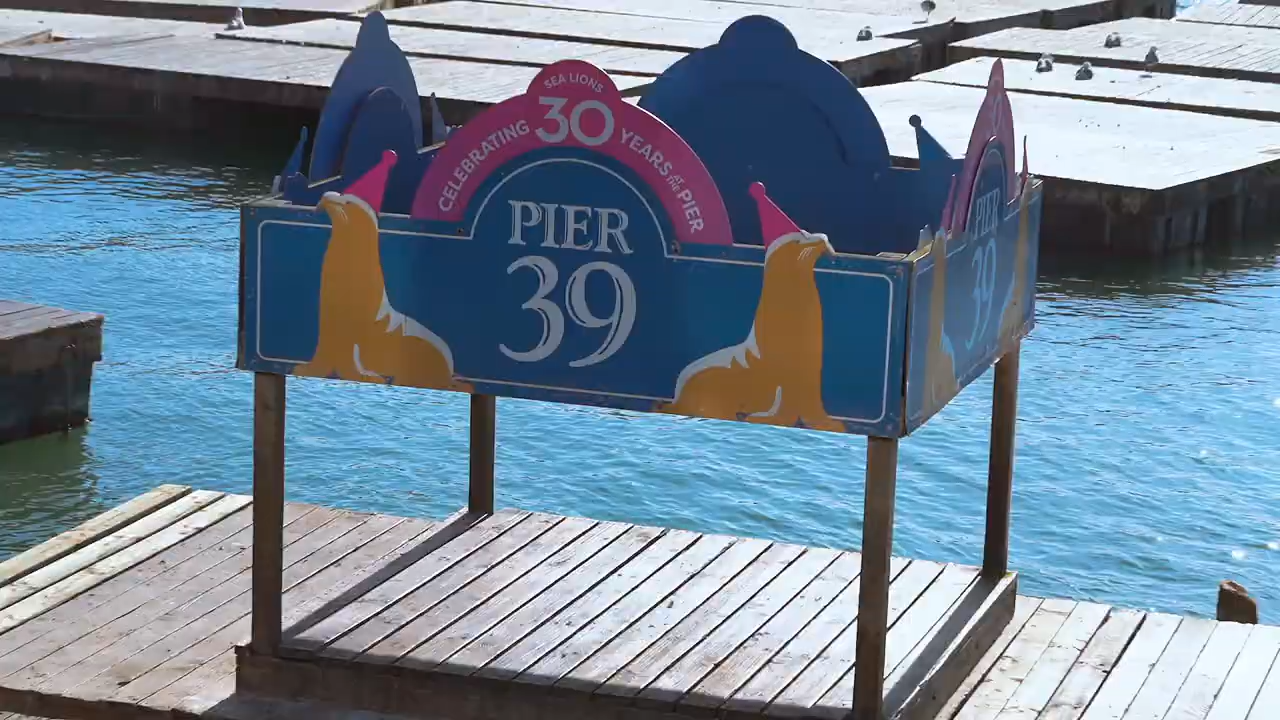 SEA LIONS
CELEBRATING 30 YEARS AT THE PIER
PIER
39
PIER
39